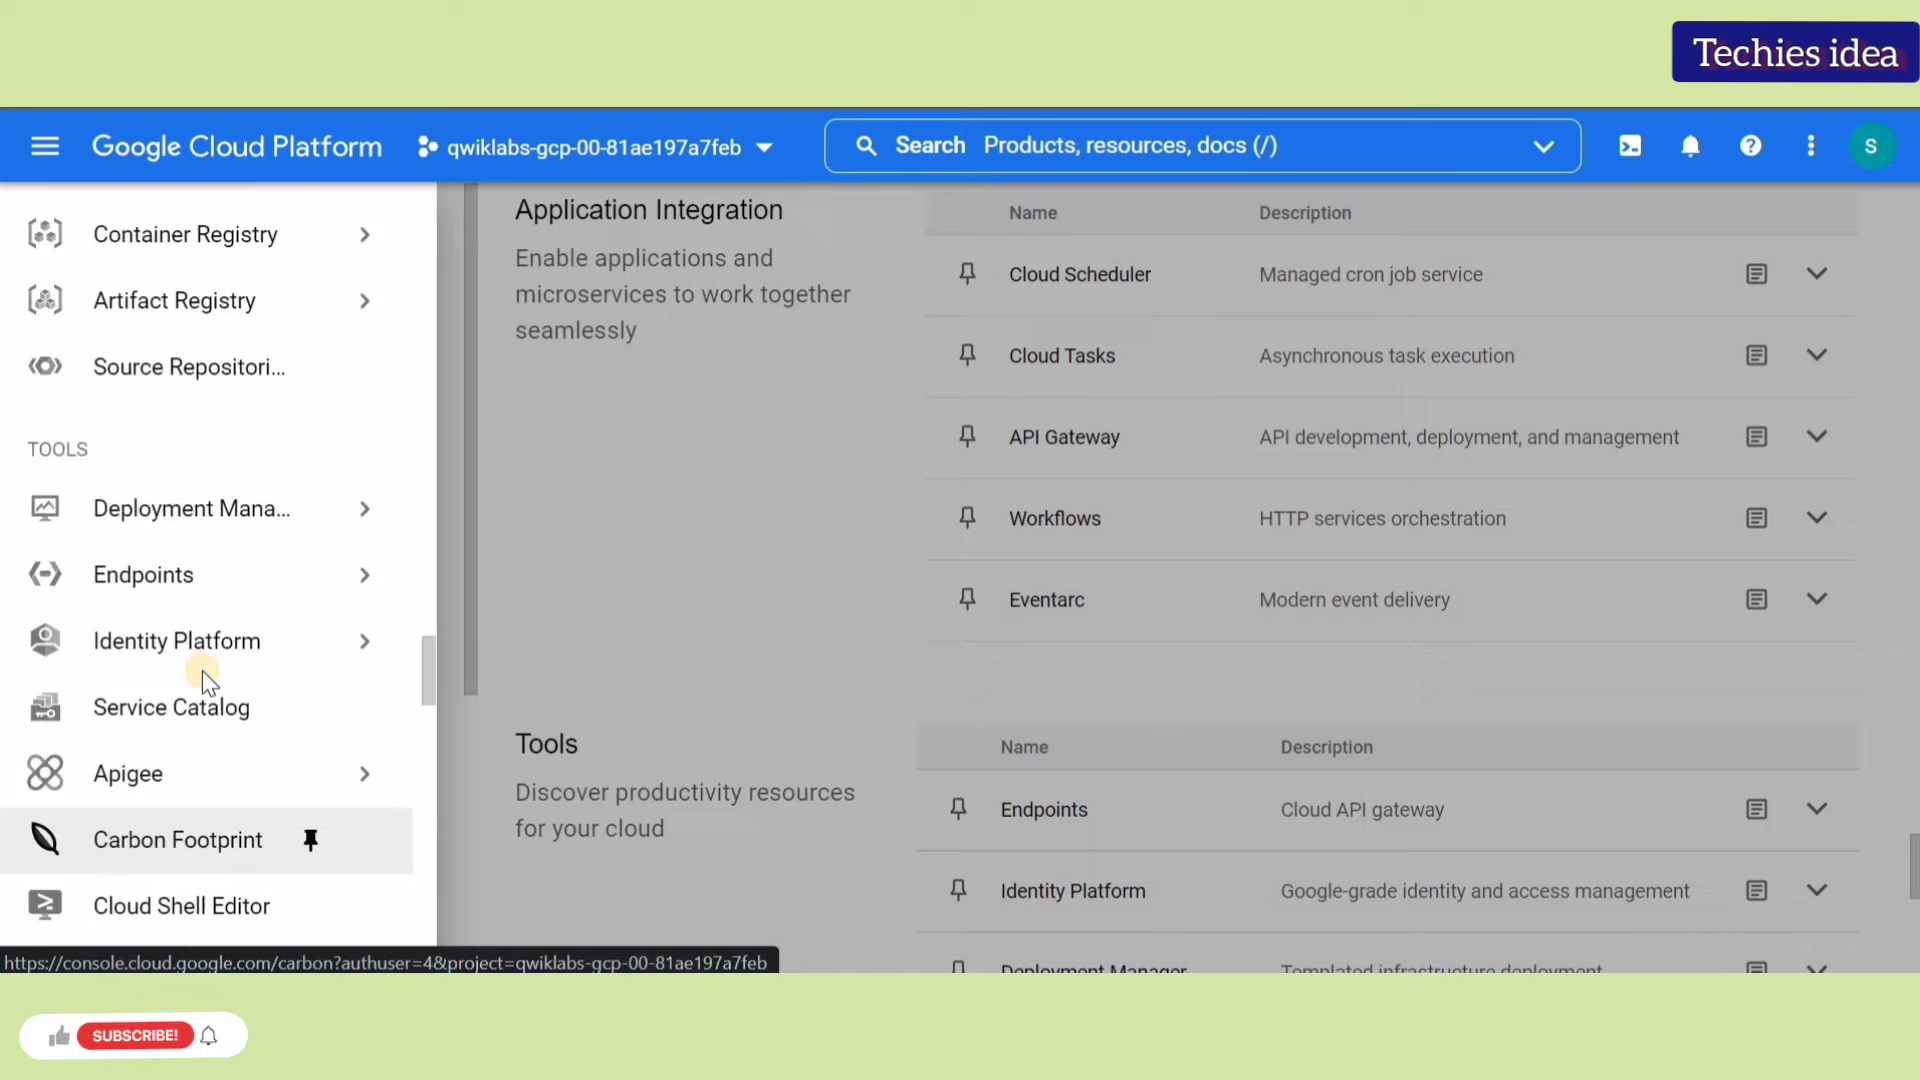 Techies idea
Google Cloud Platform
qwiklabs-gcp-00-81ae197a7feb
Search Products, resources, docs (/)
S
Container Registry
Artifact Registry
Source Repositori...
TOOLS
Deployment Mana...
Endpoints
Identity Platform
Service Catalog
Apigee
Carbon Footprint
Cloud Shell Editor
https://console.cloud.google.com/carbon?authuser=4&project=qwiklabs-gcp-00-81ae197a7feb
Application Integration
Enable applications and
microservices to work together
seamlessly
Name Description
Cloud Scheduler Managed cron job service
Cloud Tasks Asynchronous task execution
API Gateway API development, deployment, and management
Workflows HTTP services orchestration
Eventarc Modern event delivery
Tools
Discover productivity resources
for your cloud
Name Description
Endpoints Cloud API gateway
Identity Platform Google-grade identity and access management
Deployment Manager Templated infrastructure deployment
SUBSCRIBE!